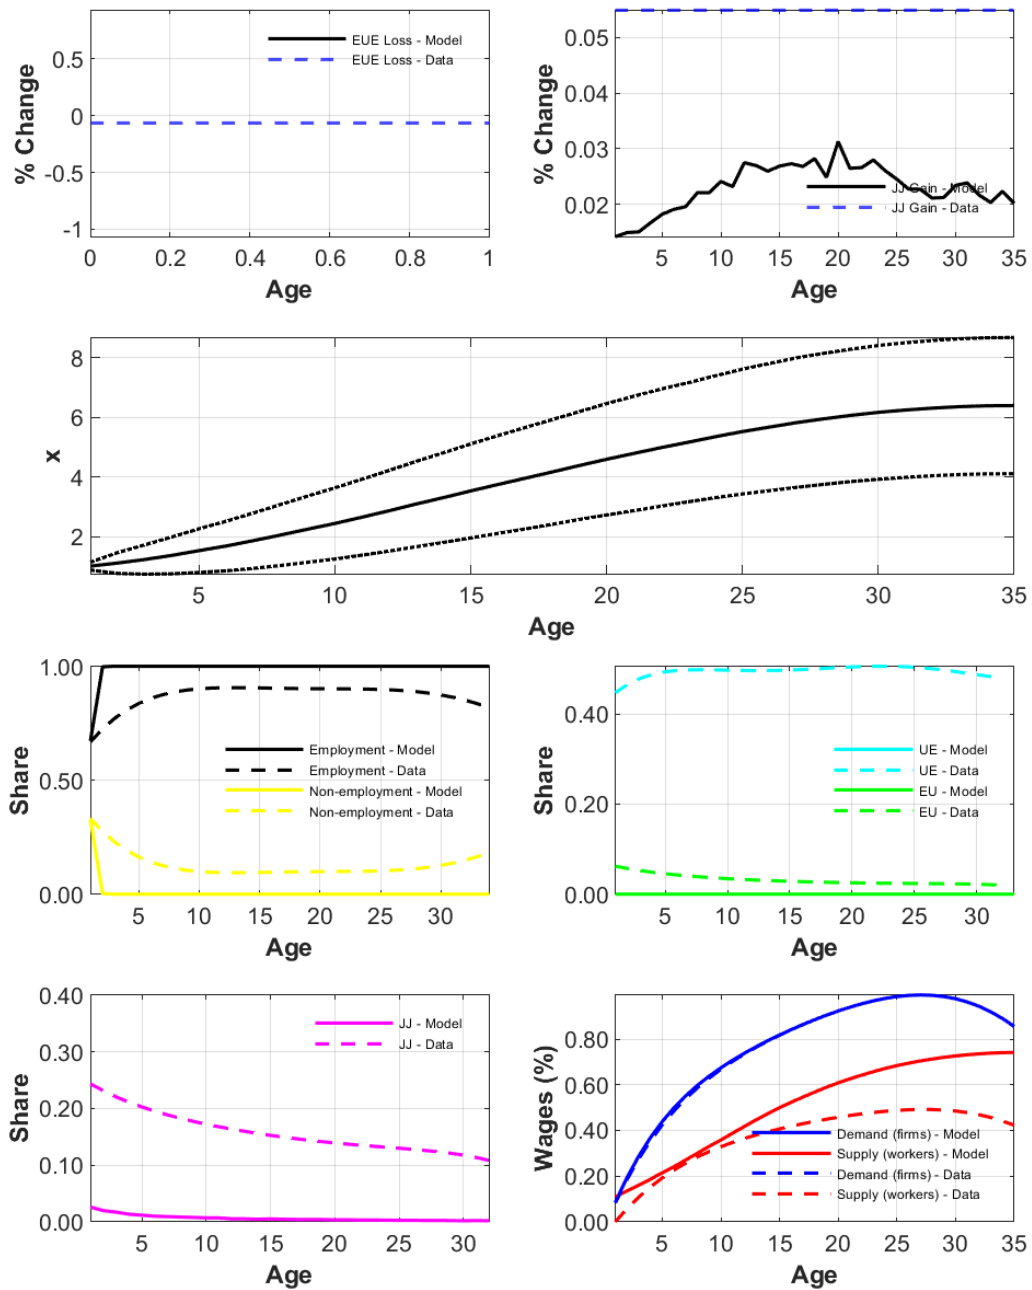 0.5
0
-0.5
-1
% Change
EUE Loss - Model
EUE Loss - Data
0 0.2 0.4 0.6 0.8 1
Age
0.05
0.04
0.03
0.02
% Change
JJ Gain - Model
JJ Gain - Data
5 10 15 20 25 30 35
Age
8
6
4
2
x
5 10 15 20 25 30 35
Age
1.00
0.50
0.00
Share
Employment - Model
Employment - Data
Non-employment - Model
Non-employment - Data
5 10 15 20 25 30
Age
0.40
0.20
0.00
Share
UE - Model
UE - Data
EU - Model
EU - Data
5 10 15 20 25 30
Age
0.40
0.30
0.20
0.10
0.00
Share
JJ - Model
JJ - Data
5 10 15 20 25 30
Age
0.80
0.60
0.40
0.20
0.00
Wages (%)
Demand (firms) - Model
Supply (workers) - Model
Demand (firms) - Data
Supply (workers) - Data
5 10 15 20 25 30 35
Age